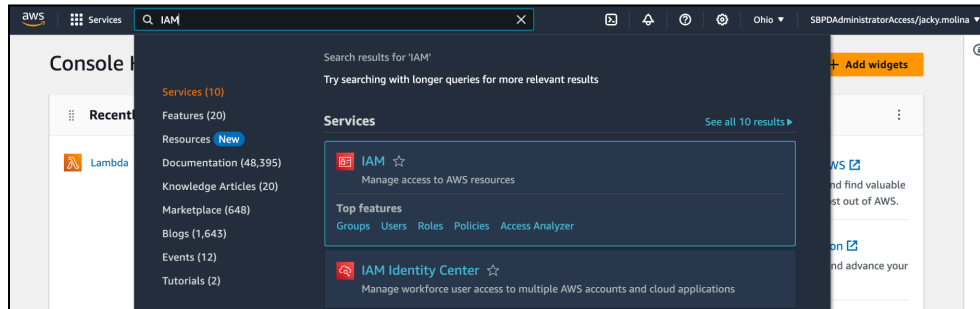 aws Services IAM Ohio SBPDAdministratorAccess/jacky.molina
Console
Add widgets
Search results for 'IAM'
Try searching with longer queries for more relevant results
Services (10)
Features (20)
Resources New
Documentation (48,395)
Knowledge Articles (20)
Marketplace (648)
Blogs (1,643)
Events (12)
Tutorials (2)
Services See all 10 results
IAM
Manage access to AWS resources
Top features
Groups Users Roles Policies Access Analyzer
IAM Identity Center
Manage workforce user access to multiple AWS accounts and cloud applications
Lambda
and find valuable
out of AWS.
and advance your